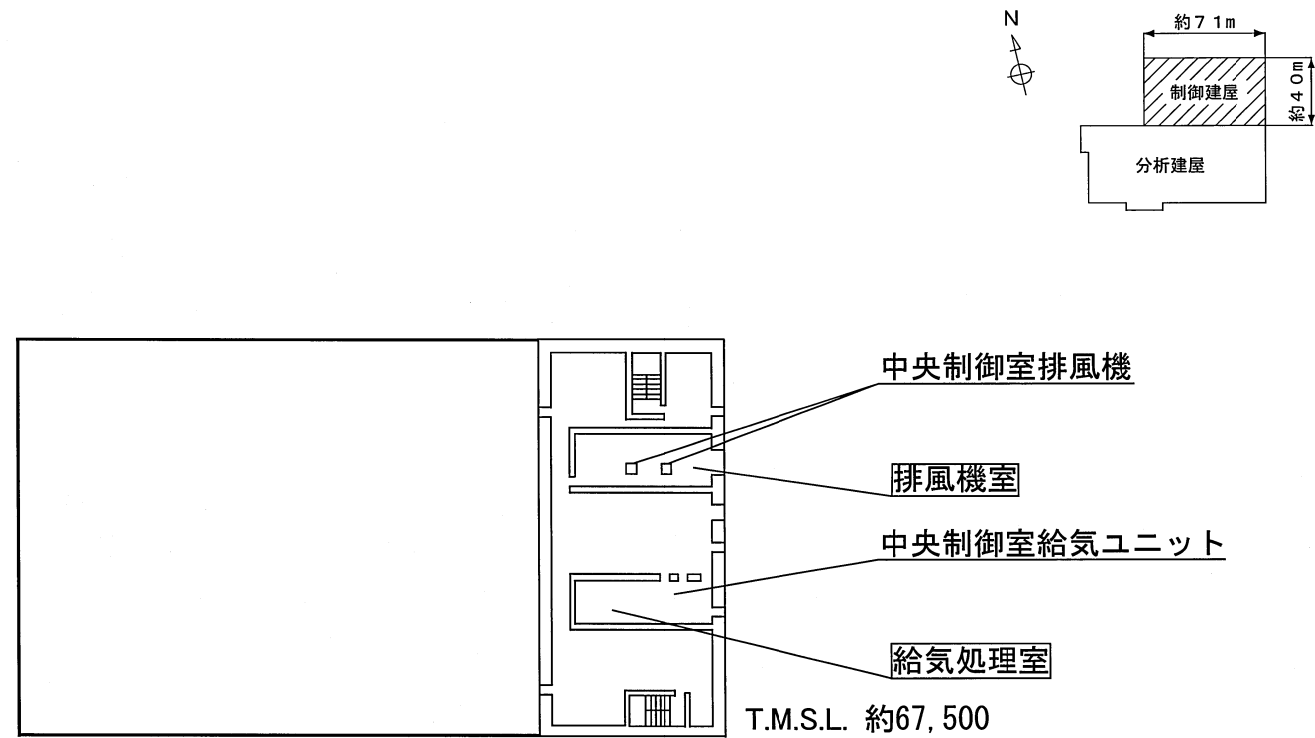 N
約71m
制御建屋
約40m
分析建屋
中央制御室排風機
排風機室
中央制御室給気ユニット
給気処理室
T.M.S.L. 約67,500